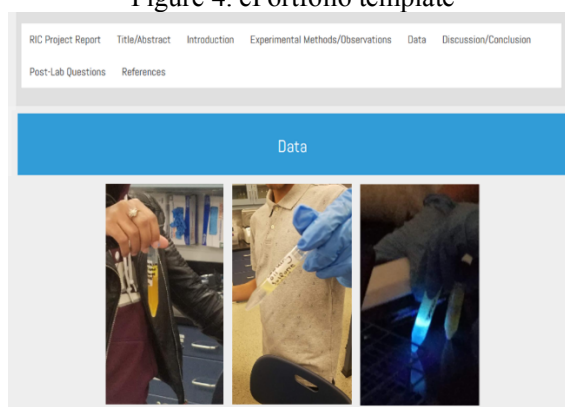 Figure 4. ePortfolio template
RIC Project Report Title/Abstract Introduction Experimental Methods/Observations Data Discussion/Conclusion
Post-Lab Questions References
Data